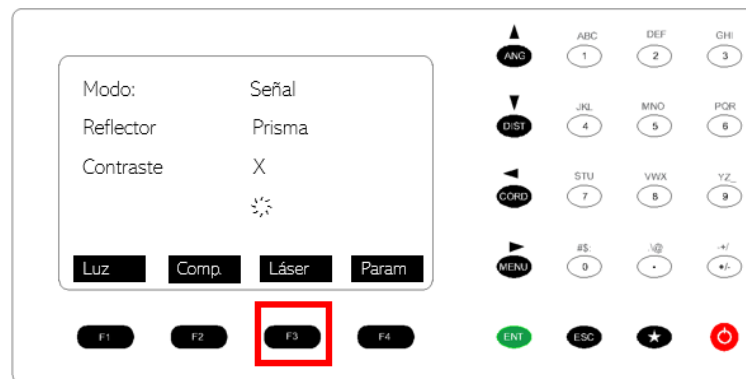 Modo: Señal
Reflector Prisma
Contraste X
Luz Comp. Láser Param
F1 F2 F3 F4
ABC DEF GHI
ANG 1 2 3
JKL MNO PQR
DIST 4 5 6
STU VWX YZ_
CORD 7 8 9
#$: .\@ -+/
MENU 0 . +/-
ENT ESC